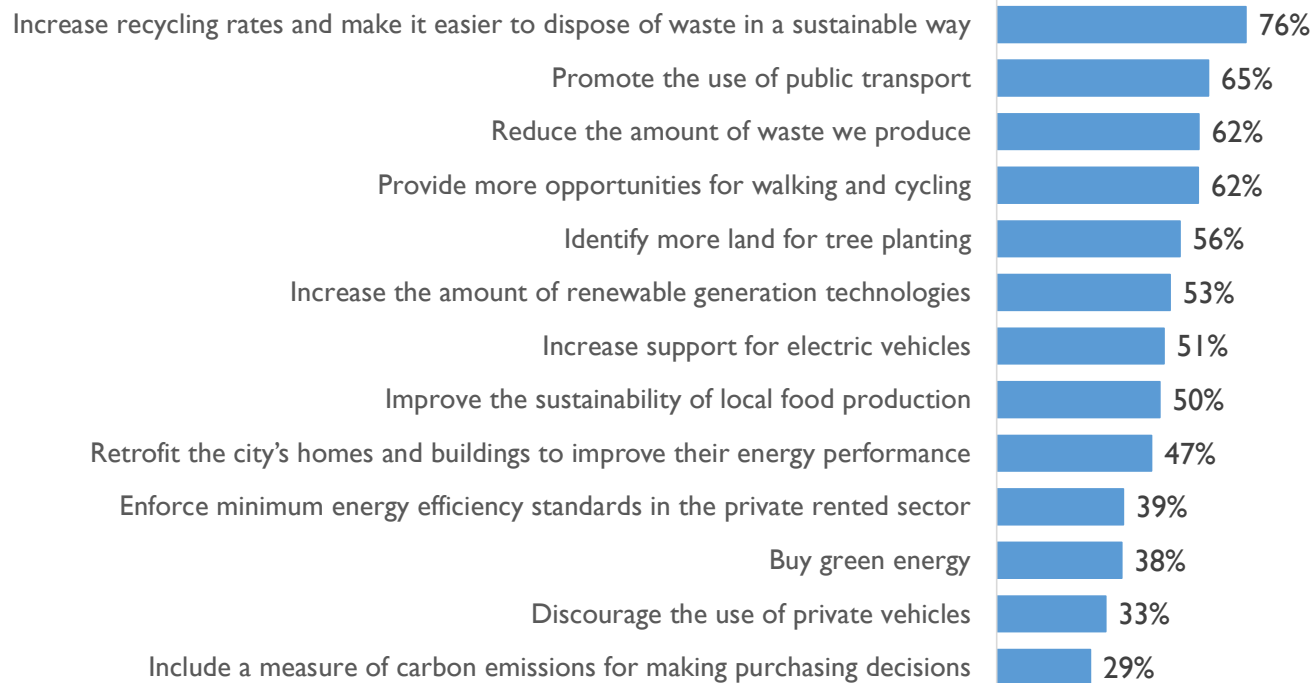 Increase recycling rates and make it easier to dispose of waste in a sustainable way 76%
Promote the use of public transport 65%
Reduce the amount of waste we produce 62%
Provide more opportunities for walking and cycling 62%
Identify more land for tree planting 56%
Increase the amount of renewable generation technologies 53%
Increase support for electric vehicles 51%
Improve the sustainability of local food production 50%
Retrofit the city’s homes and buildings to improve their energy performance 47%
Enforce minimum energy efficiency standards in the private rented sector 39%
Buy green energy 38%
Discourage the use of private vehicles 33%
Include a measure of carbon emissions for making purchasing decisions 29%